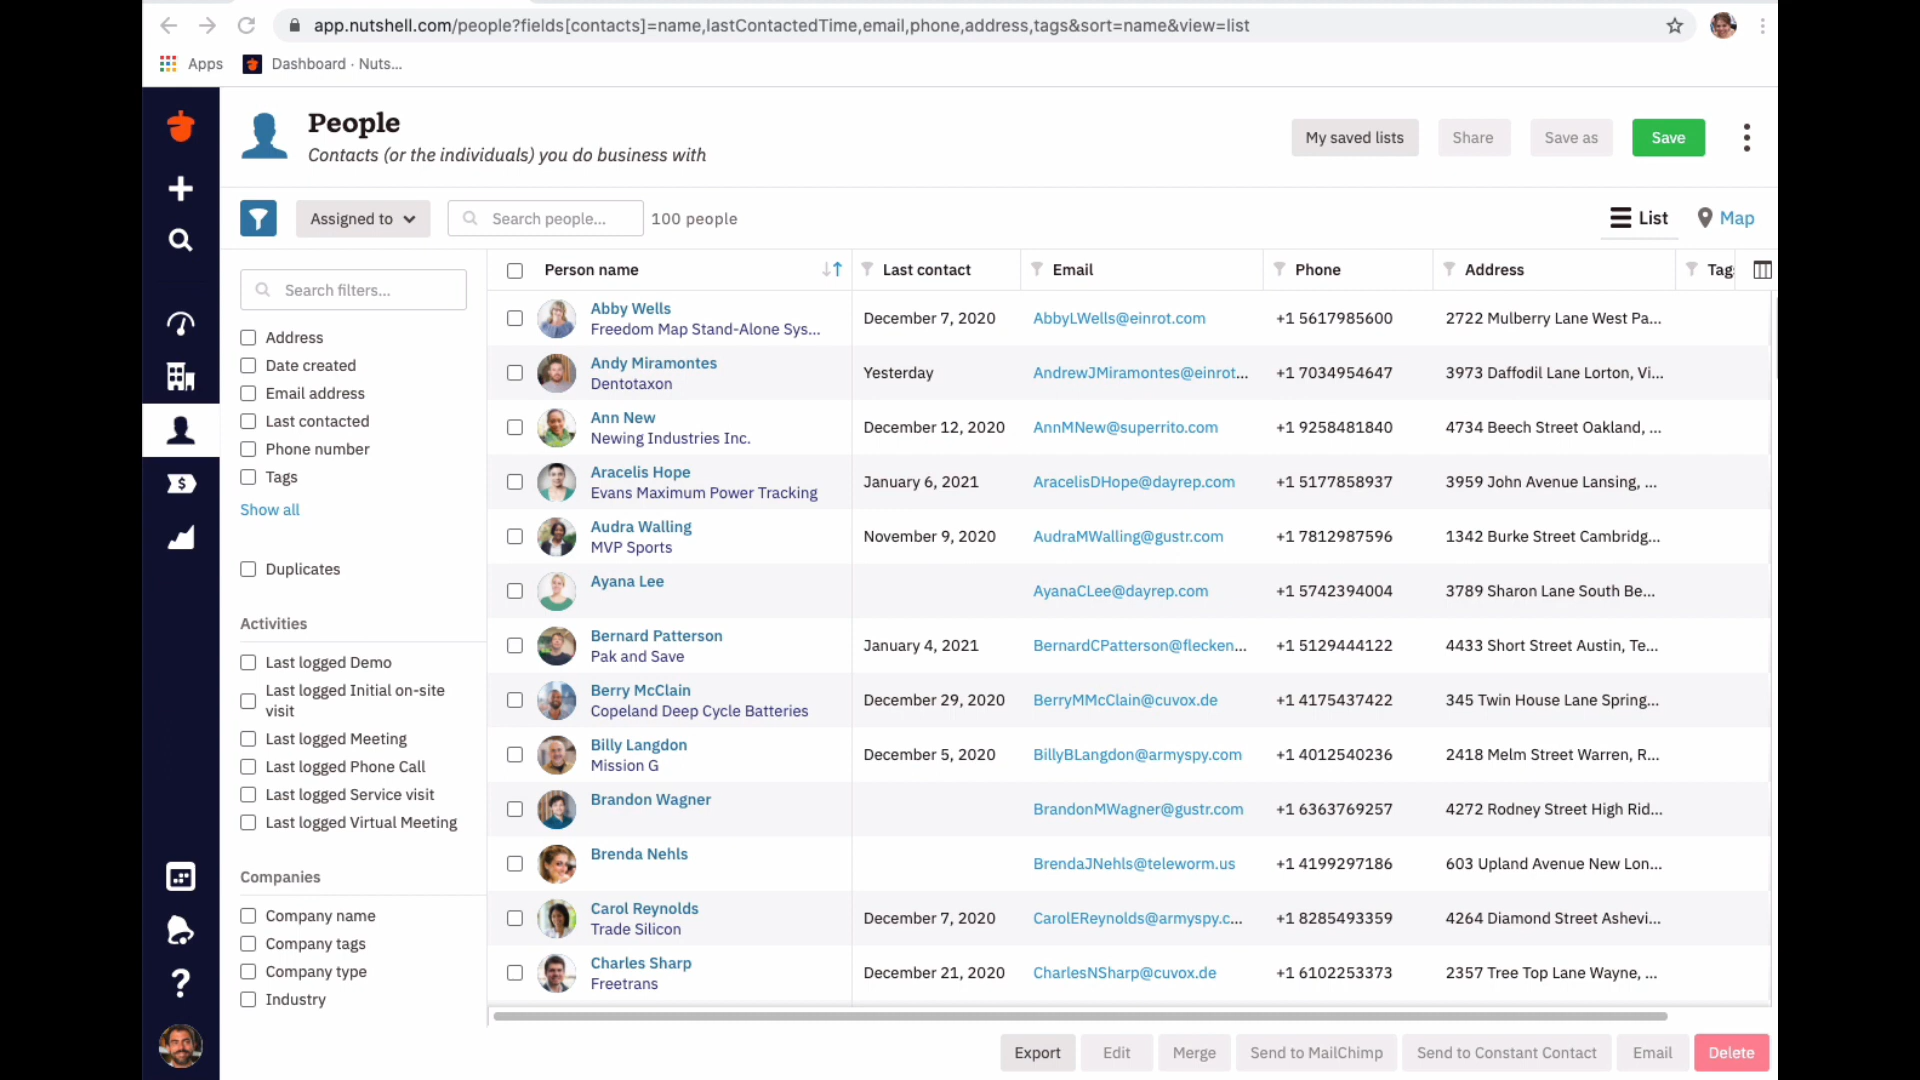 app.nutshell.com/people?fields[contacts]=name,lastContactedTime,email,phone,address,tags&sort=name&view=list
Apps
Dashboard · Nuts...
People
Contacts (or the individuals) you do business with
My saved lists
Share
Save as
Save
Assigned to
Search people...
100 people
List
Map
Search filters...
Address
Date created
Email address
Last contacted
Phone number
Tags
Show all
Duplicates
Activities
Last logged Demo
Last logged Initial on-site
visit
Last logged Meeting
Last logged Phone Call
Last logged Service visit
Last logged Virtual Meeting
Companies
Company name
Company tags
Company type
Industry
Person name Last contact Email Phone Address Tag
Abby Wells
Freedom Map Stand-Alone Sys... December 7, 2020 AbbyLWells@einrot.com +1 5617985600 2722 Mulberry Lane West Pa...
Andy Miramontes
Dentotaxon Yesterday AndrewJMiramontes@einrot... +1 7034954647 3973 Daffodil Lane Lorton, Vi...
Ann New
Newing Industries Inc. December 12, 2020 AnnMNew@superrito.com +1 9258481840 4734 Beech Street Oakland, ...
Aracelis Hope
Evans Maximum Power Tracking January 6, 2021 AracelisDHope@dayrep.com +1 5177858937 3959 John Avenue Lansing, ...
Audra Walling
MVP Sports November 9, 2020 AudraMWalling@gustr.com +1 7812987596 1342 Burke Street Cambridg...
Ayana Lee
AyanaCLee@dayrep.com +1 5742394004 3789 Sharon Lane South Be...
Bernard Patterson
Pak and Save January 4, 2021 BernardCPatterson@flecken... +1 5129444122 4433 Short Street Austin, Te...
Berry McClain
Copeland Deep Cycle Batteries December 29, 2020 BerryMMcClain@cuvox.de +1 4175437422 345 Twin House Lane Spring...
Billy Langdon
Mission G December 5, 2020 BillyBLangdon@armyspy.com +1 4012540236 2418 Melm Street Warren, R...
Brandon Wagner
BrandonMWagner@gustr.com +1 6363769257 4272 Rodney Street High Rid...
Brenda Nehls
BrendaJNehls@teleworm.us +1 4199297186 603 Upland Avenue New Lon...
Carol Reynolds
Trade Silicon December 7, 2020 CarolEReynolds@armyspy.c... +1 8285493359 4264 Diamond Street Ashevi...
Charles Sharp
Freetrans December 21, 2020 CharlesNSharp@cuvox.de +1 6102253373 2357 Tree Top Lane Wayne, ...
Export
Edit
Merge
Send to MailChimp
Send to Constant Contact
Email
Delete